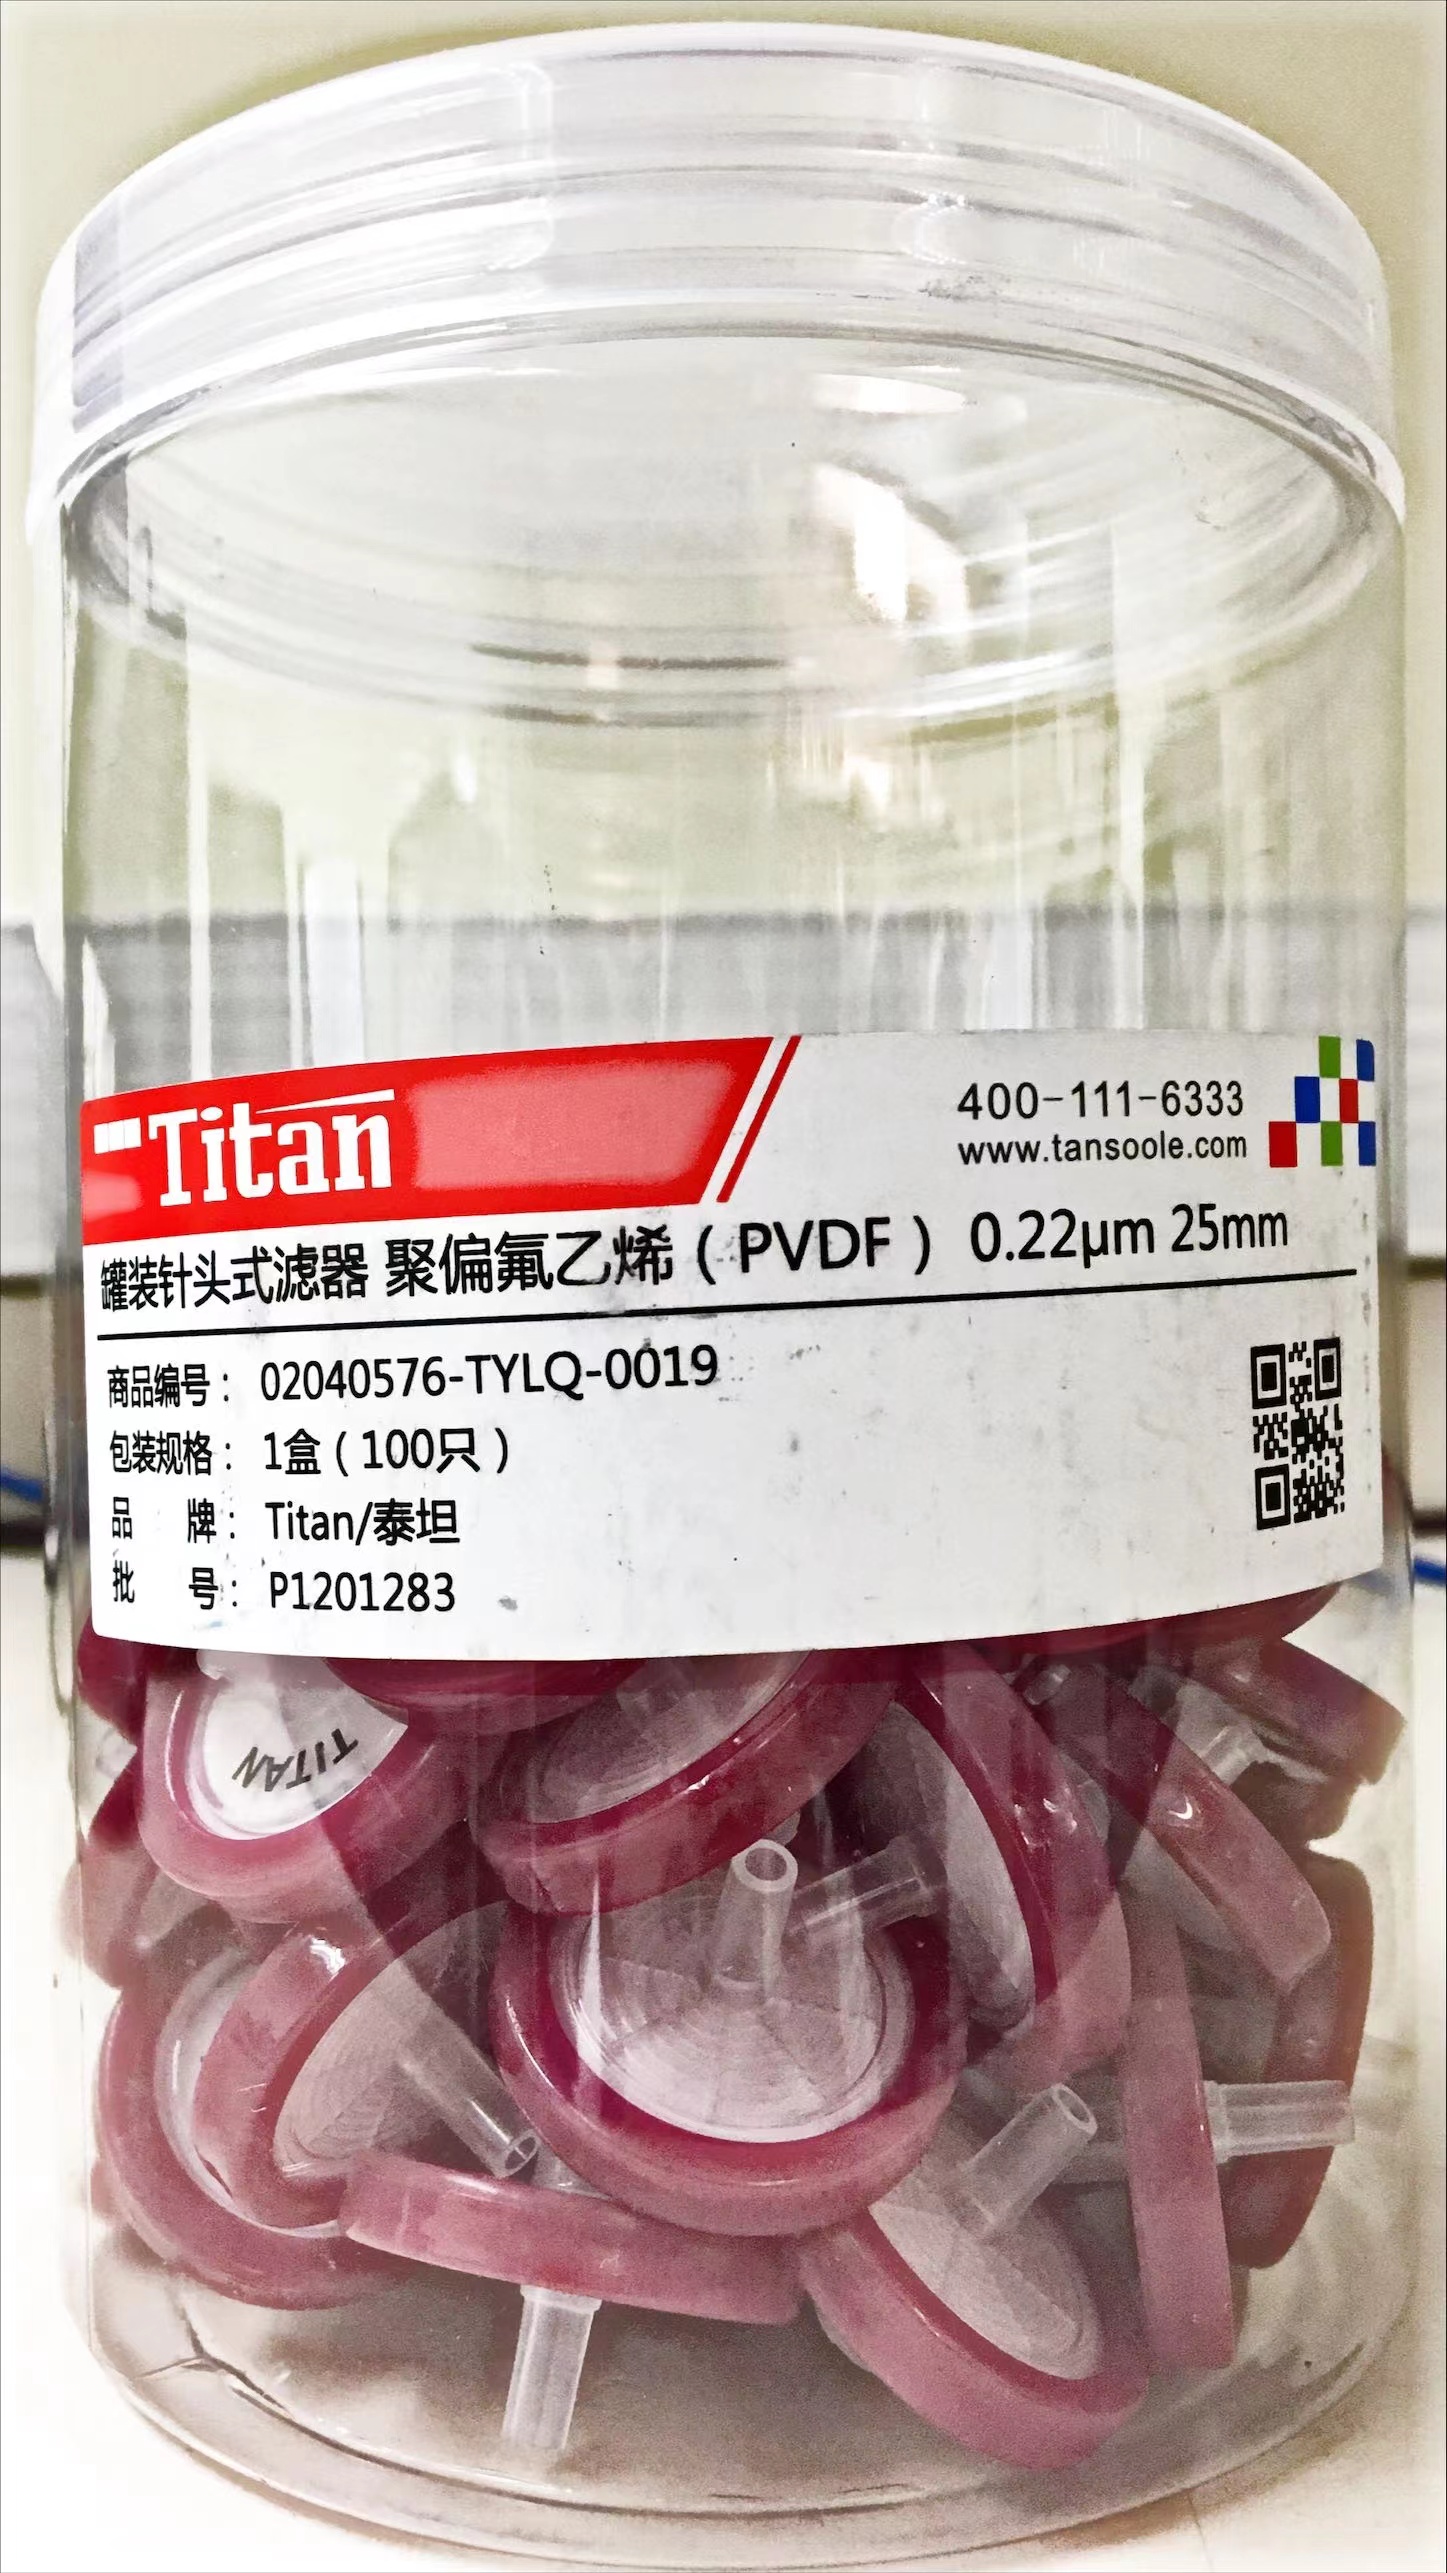 Titan
400-111-6333
www.tansoole.com
罐装针头式滤器 聚偏氟乙烯（PVDF） 0.22μm 25mm
商品编号： 02040576-TYLQ-0019
包装规格： 1盒（100只）
品 牌： Titan/泰坦
批 号： P1201283
TITAN